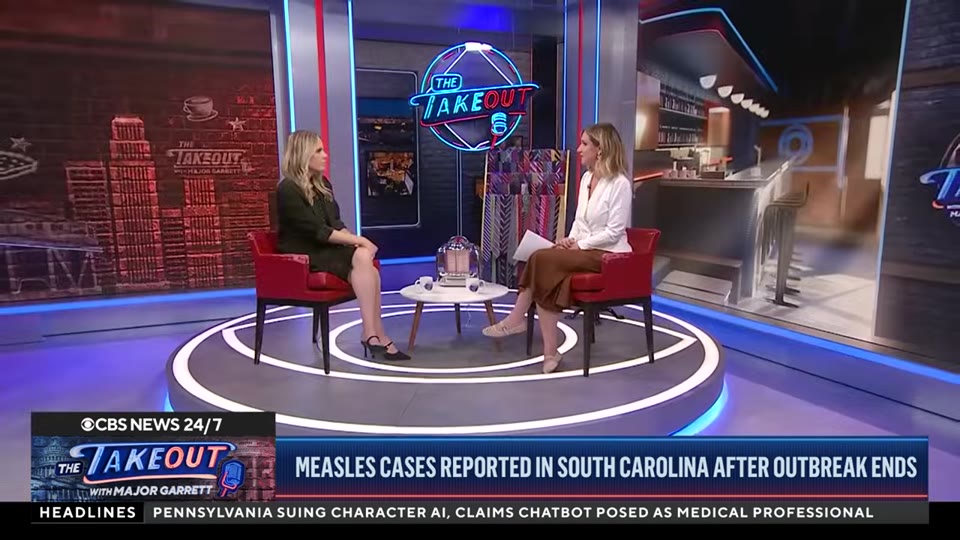 THE
TAKEOUT
THE
TAKEOUT
WITH MAJOR GARRETT
CBS NEWS 24/7
THE TAKEOUT
WITH MAJOR GARRETT
MEASLES CASES REPORTED IN SOUTH CAROLINA AFTER OUTBREAK ENDS
HEADLINES PENNSYLVANIA SUING CHARACTER AI, CLAIMS CHATBOT POSED AS MEDICAL PROFESSIONAL